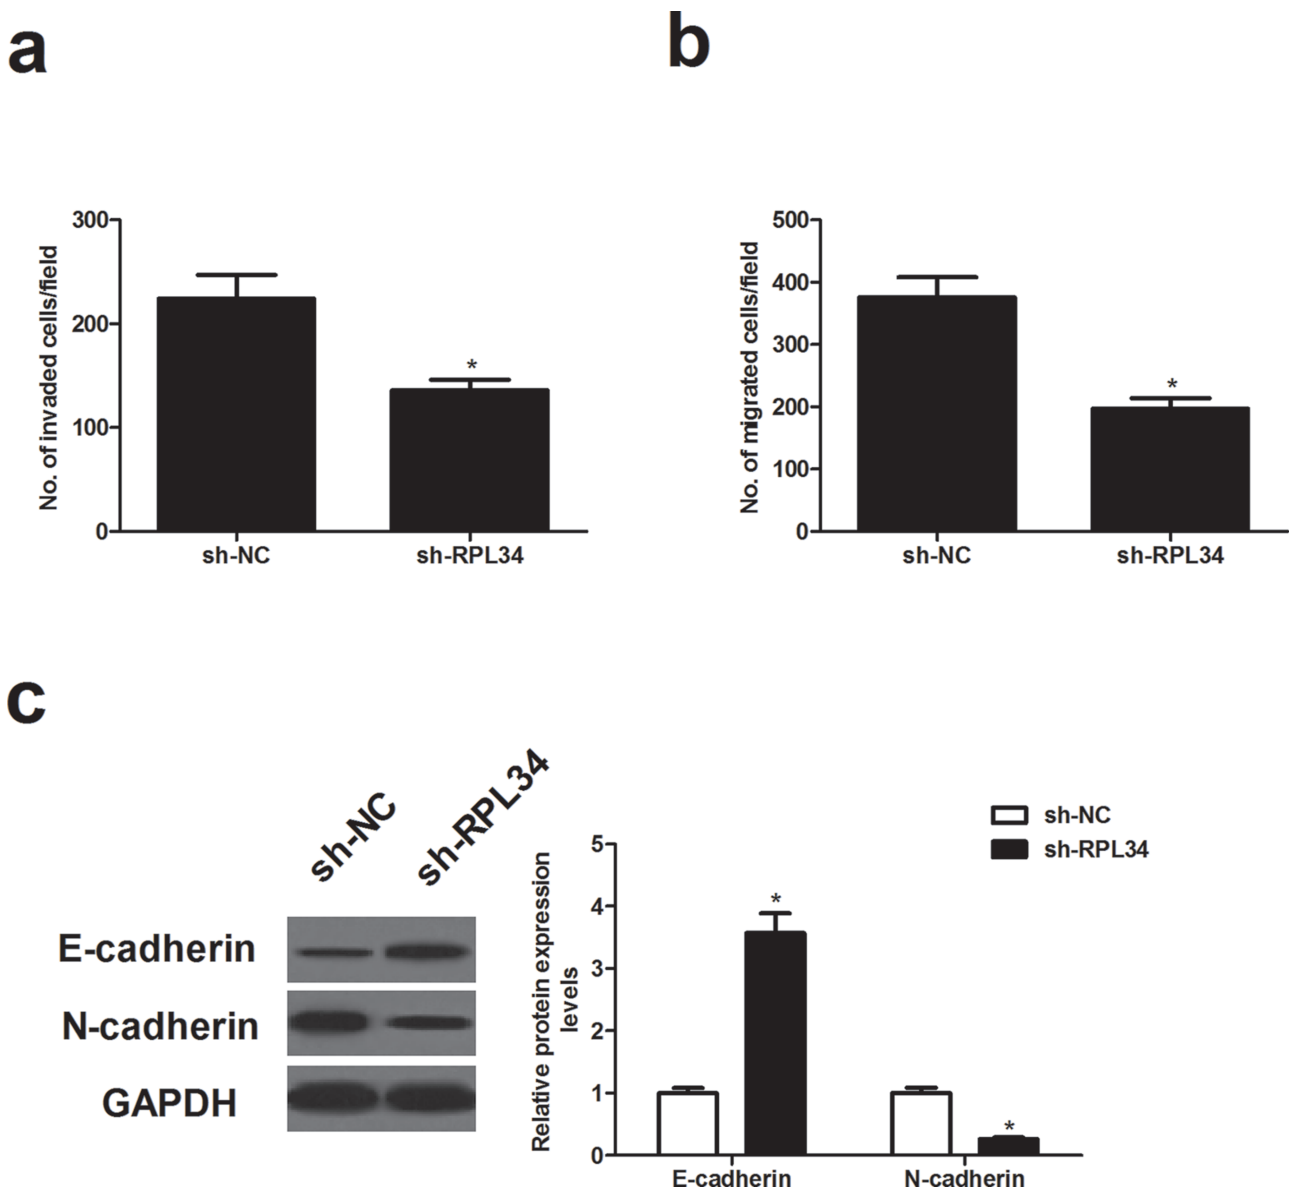 a
b
300
200
100
0
No. of invaded cells/field
*
sh-NC
sh-RPL34
500
400
300
200
100
0
No. of migrated cells/field
*
sh-NC
sh-RPL34
c
sh-NC
sh-RPL34
E-cadherin
N-cadherin
GAPDH
sh-NC
sh-RPL34
5
4
3
2
1
0
Relative protein expression
levels
*
*
E-cadherin
N-cadherin